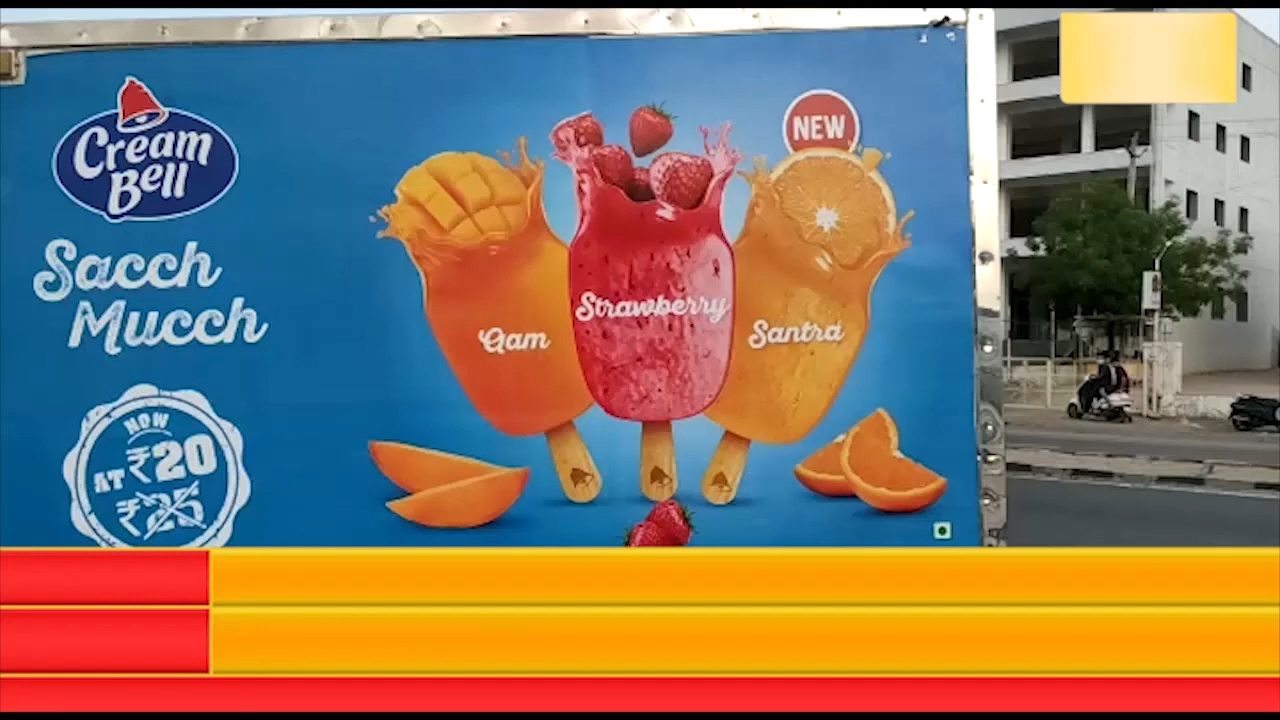 Cream
Bell
Sacch
Mucch
NOW
AT ₹20
₹25
NEW
Aam
Strawberry
Santra